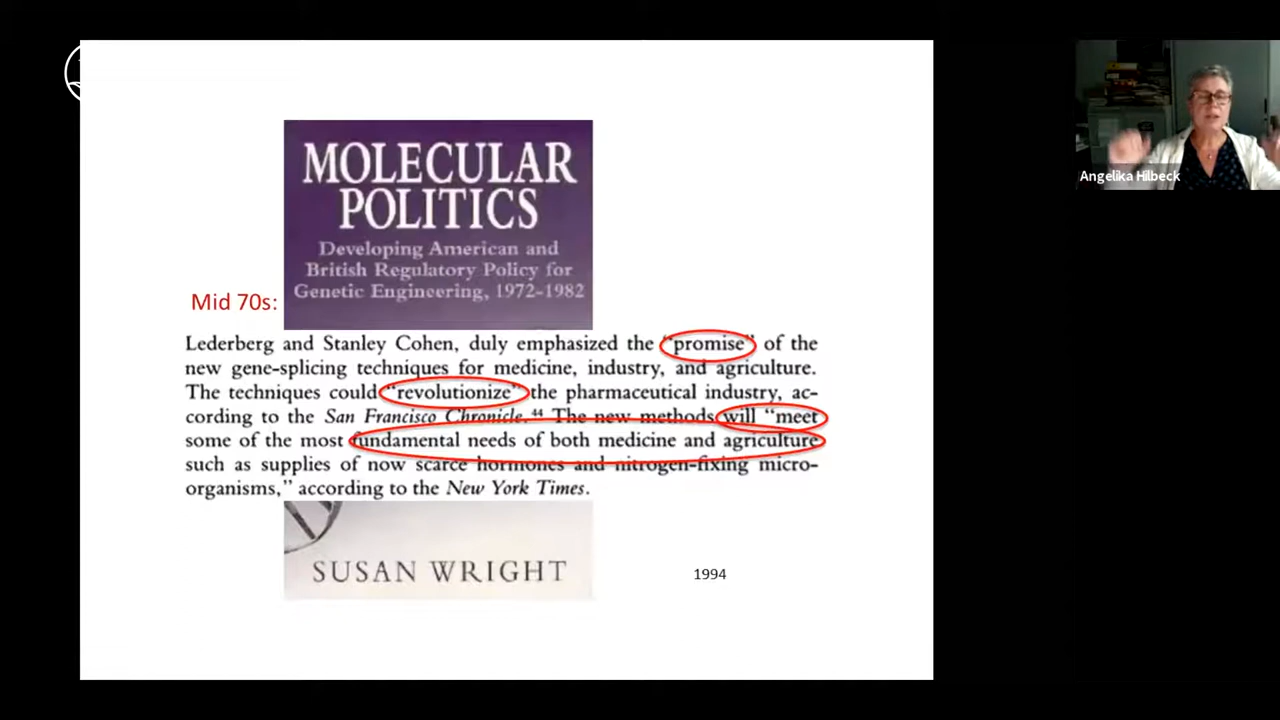 MOLECULAR
POLITICS
Developing American and
British Regulatory Policy for
Genetic Engineering, 1972-1982
Mid 70s:
Lederberg and Stanley Cohen, duly emphasized the "promise" of the
new gene-splicing techniques for medicine, industry, and agriculture.
The techniques could "revolutionize" the pharmaceutical industry, ac-
cording to the San Francisco Chronicle.44 The new methods will "meet
some of the most fundamental needs of both medicine and agriculture
such as supplies of now scarce hormones and nitrogen-fixing micro-
organisms," according to the New York Times.
SUSAN WRIGHT
1994
Angelika Hilbeck